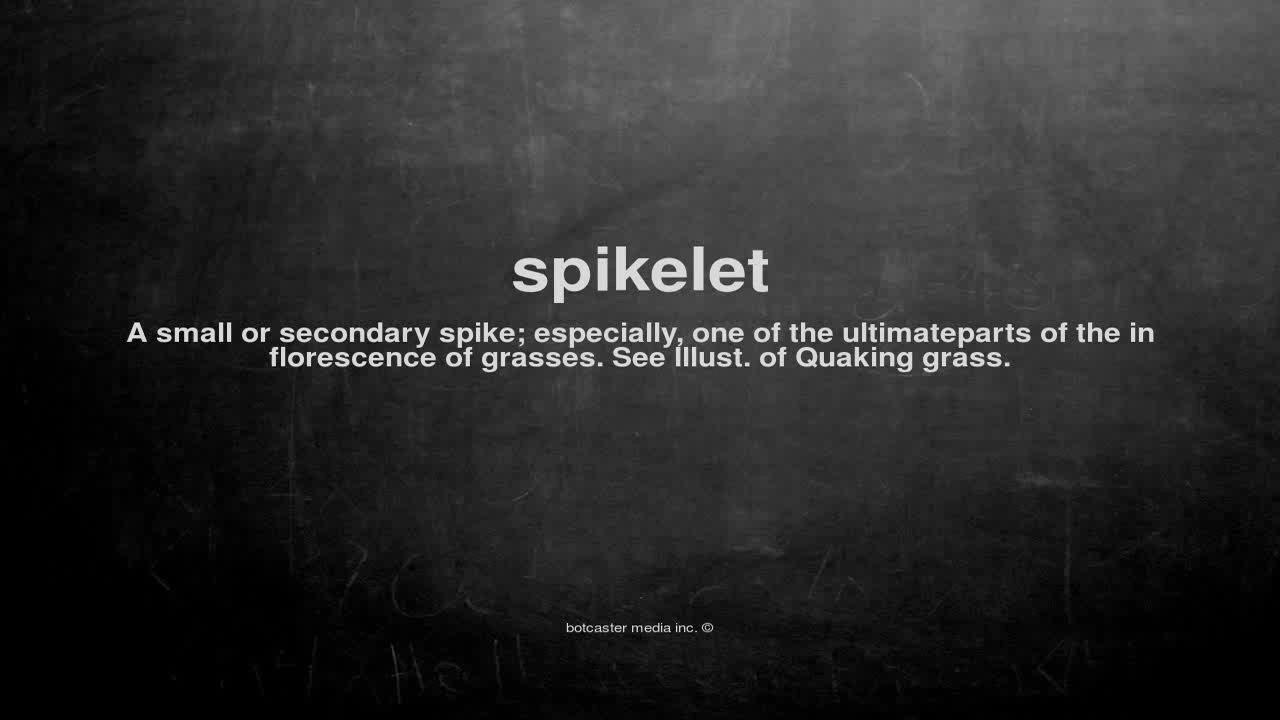 spikelet
A small or secondary spike; especially, one of the ultimateparts of the in
florescence of grasses. See Illust. of Quaking grass.
botcaster media inc. ©